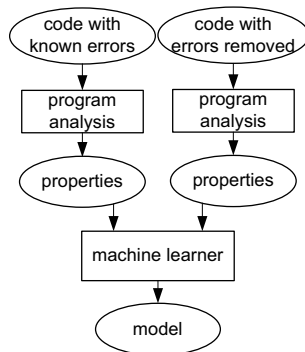 code with
known errors
code with
errors removed
program
analysis
program
analysis
properties
properties
machine learner
model